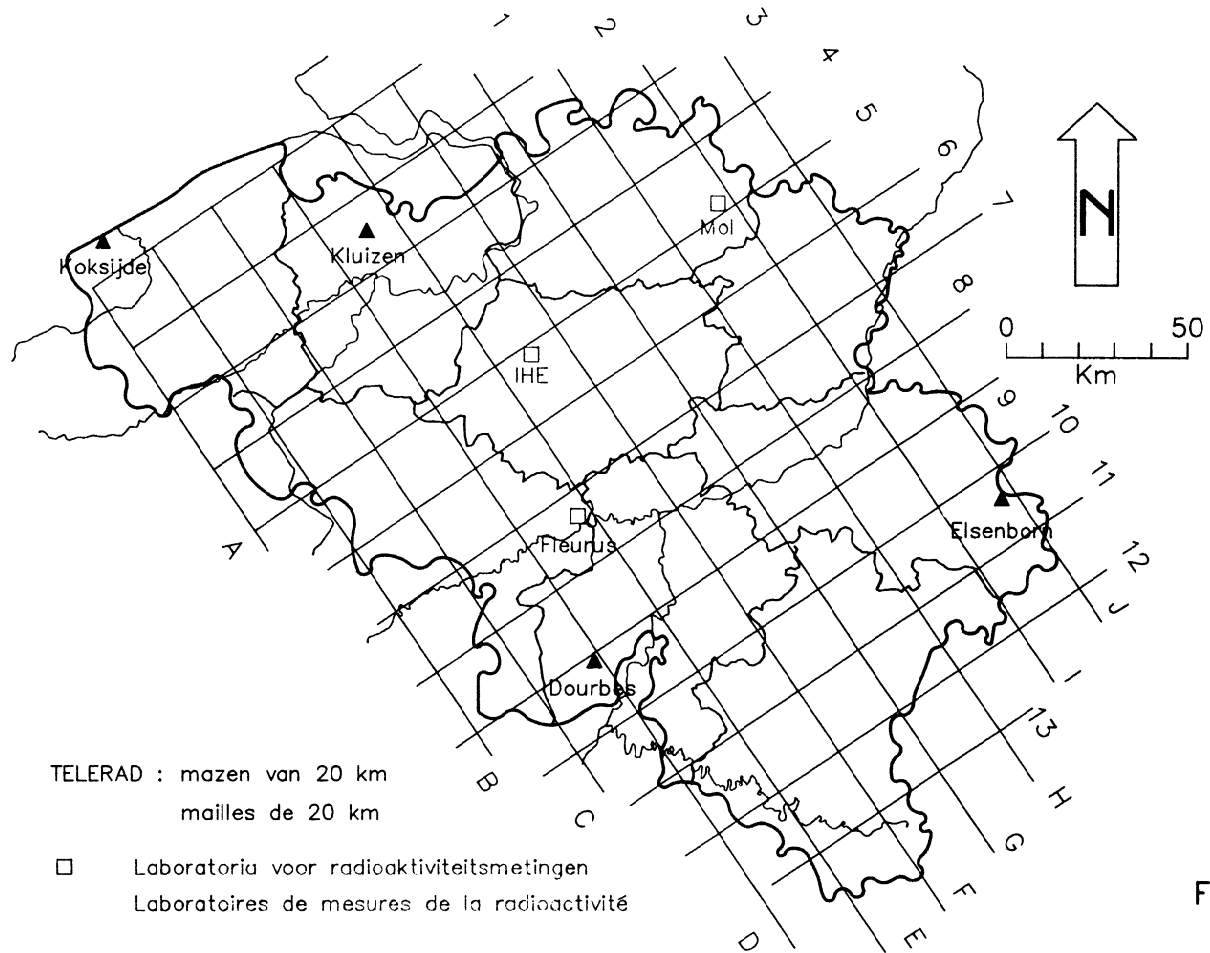 1
2
3
4
5
6
7
8
9
10
11
12
13
N
0 50
Km
Koksijde
Kluizen
Mol
IHE
Fleurus
Elsenborn
Dourbes
A
B
C
D
E
F
G
H
I
J
TELERAD : mazen van 20 km
mailles de 20 km
Laboratoria voor radioaktiviteitsmetingen
Laboratoires de mesures de la radioactivité
F